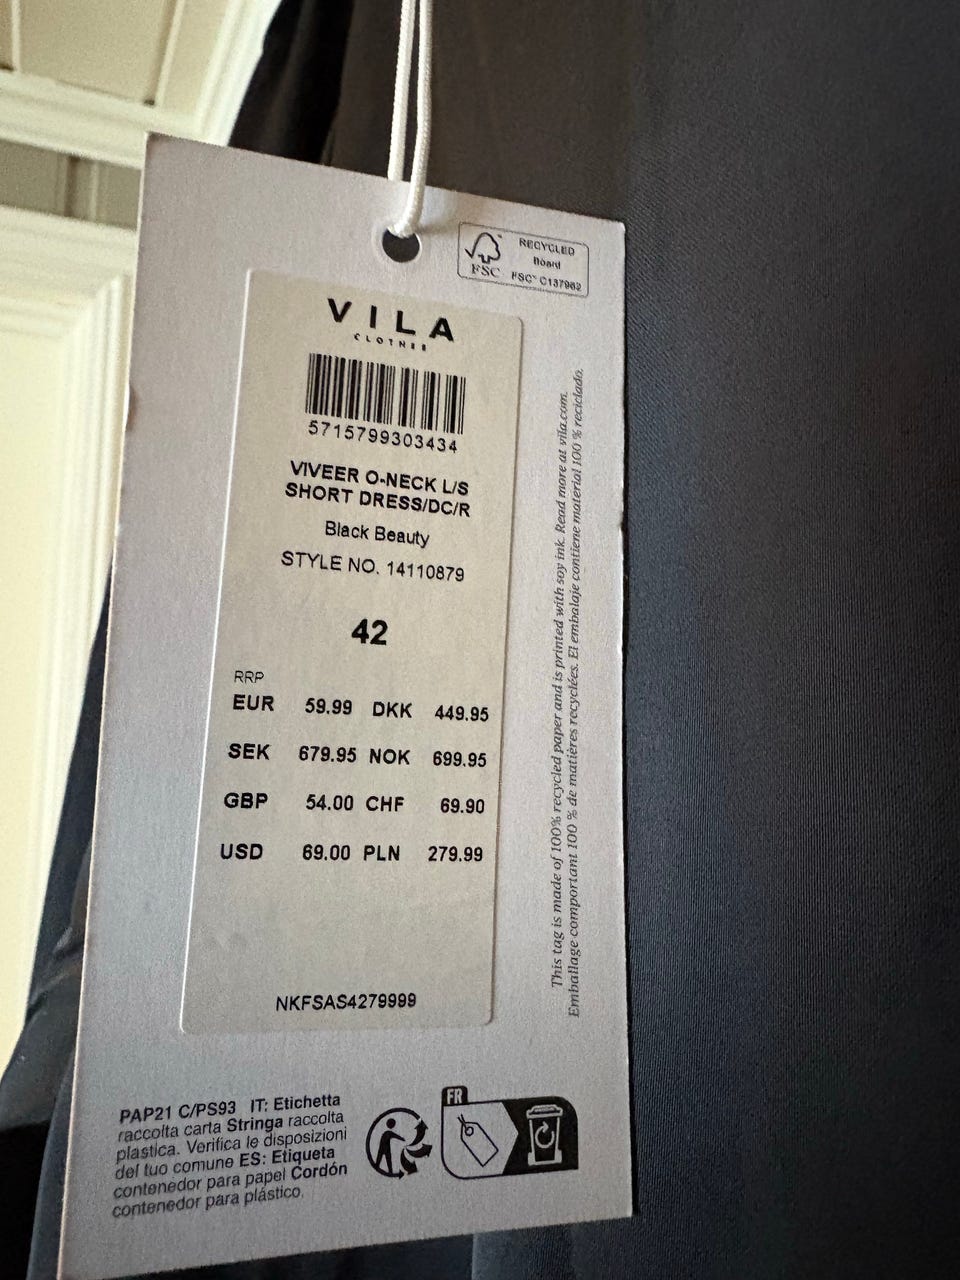 RECYCLED
Board
FSC™ C137962
FSC
VILA
CLOTHES
5715799303434
VIVEER O-NECK L/S
SHORT DRESS/DC/R
Black Beauty
STYLE NO. 14110879
42
RRP
EUR 59.99 DKK 449.95
SEK 679.95 NOK 699.95
GBP 54.00 CHF 69.90
USD 69.00 PLN 279.99
NKFSAS4279999
This tag is made of 100% recycled paper and is printed with soy ink. Read more at vila.com.
Emballage comportant 100 % de matières recyclées. El embalaje contiene material 100 % reciclado.
PAP21 C/PS93 IT: Etichetta
raccolta carta Stringa raccolta
plastica. Verifica le disposizioni
del tuo comune ES: Etiqueta
contenedor para papel Cordón
contenedor para plástico.
FR